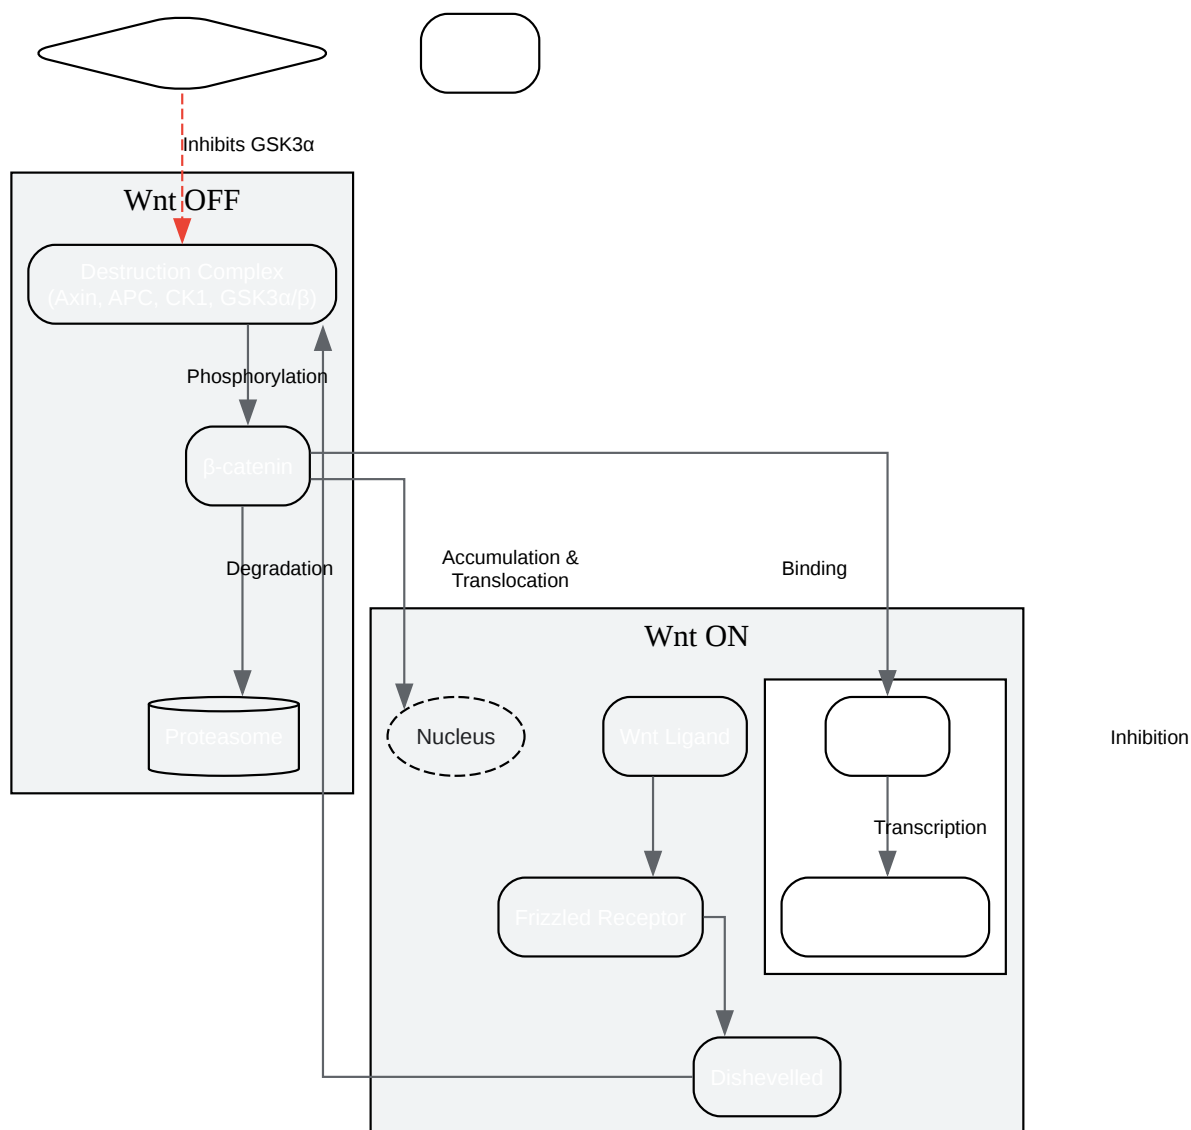 Inhibits GSK3α
Wnt OFF
Destruction Complex
(Axin, APC, CK1, GSK3α/β)
Phosphorylation
β-catenin
Degradation
Accumulation &
Translocation
Binding
Wnt ON
Proteasome
Nucleus
Wnt Ligand
Inhibition
Transcription
Frizzled Receptor
Dishevelled